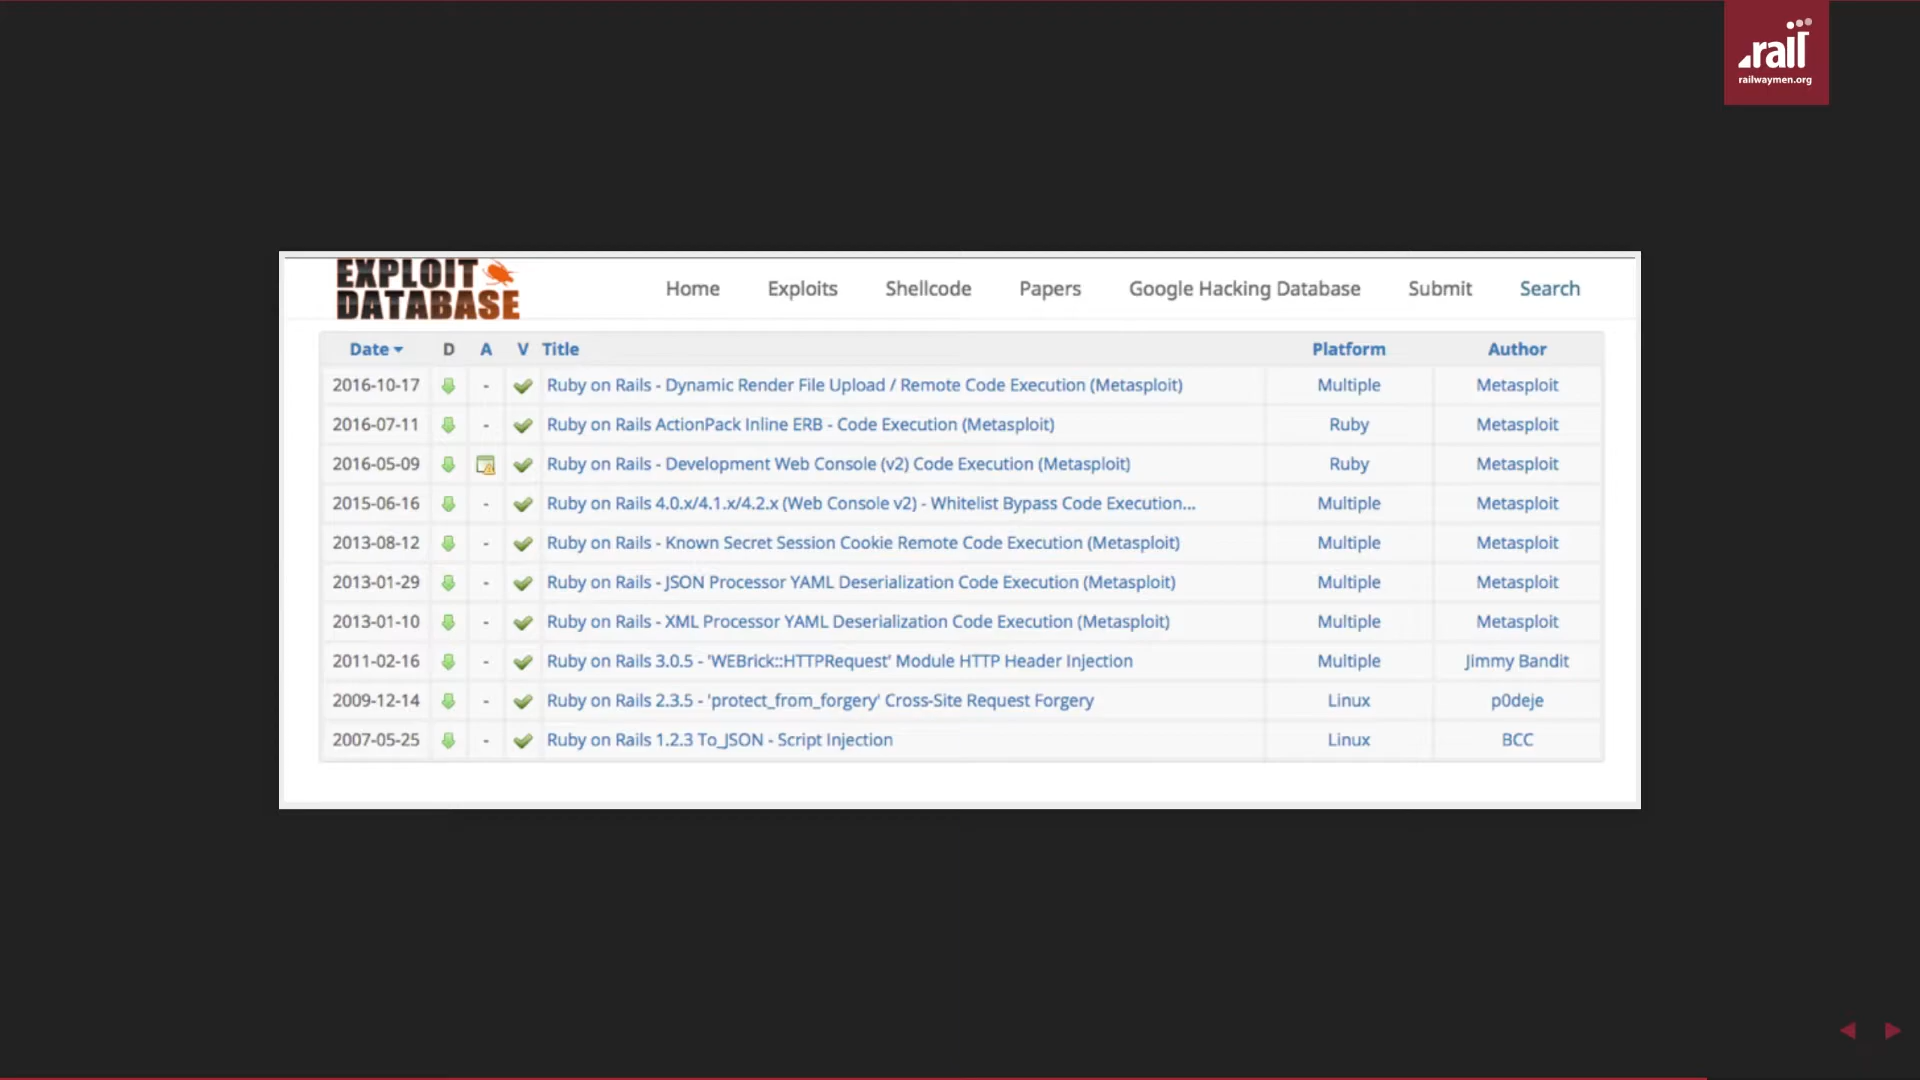 .rail
railwaymen.org
EXPLOIT
DATABASE
Home Exploits Shellcode Papers Google Hacking Database Submit Search
Date D A V Title Platform Author
2016-10-17 - Ruby on Rails - Dynamic Render File Upload / Remote Code Execution (Metasploit) Multiple Metasploit
2016-07-11 - Ruby on Rails ActionPack Inline ERB - Code Execution (Metasploit) Ruby Metasploit
2016-05-09 Ruby on Rails - Development Web Console (v2) Code Execution (Metasploit) Ruby Metasploit
2015-06-16 - Ruby on Rails 4.0.x/4.1.x/4.2.x (Web Console v2) - Whitelist Bypass Code Execution... Multiple Metasploit
2013-08-12 - Ruby on Rails - Known Secret Session Cookie Remote Code Execution (Metasploit) Multiple Metasploit
2013-01-29 - Ruby on Rails - JSON Processor YAML Deserialization Code Execution (Metasploit) Multiple Metasploit
2013-01-10 - Ruby on Rails - XML Processor YAML Deserialization Code Execution (Metasploit) Multiple Metasploit
2011-02-16 - Ruby on Rails 3.0.5 - 'WEBrick::HTTPRequest' Module HTTP Header Injection Multiple Jimmy Bandit
2009-12-14 - Ruby on Rails 2.3.5 - 'protect_from_forgery' Cross-Site Request Forgery Linux p0deje
2007-05-25 - Ruby on Rails 1.2.3 To_JSON - Script Injection Linux BCC